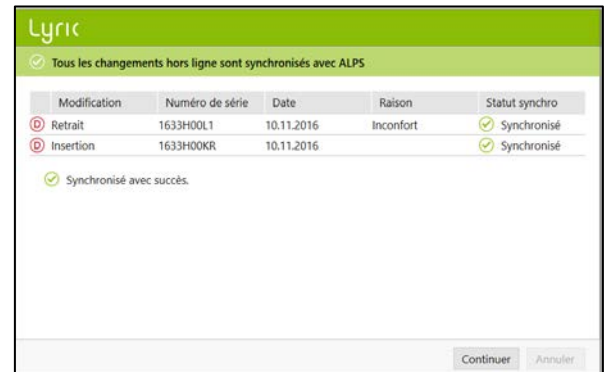 Lyric
Tous les changements hors ligne sont synchronisés avec ALPS
Modification Numéro de série Date Raison Statut synchro
D Retrait 1633H00L1 10.11.2016 Inconfort Synchronisé
D Insertion 1633H00KR 10.11.2016 Synchronisé
Synchronisé avec succès.
Continuer Annuler